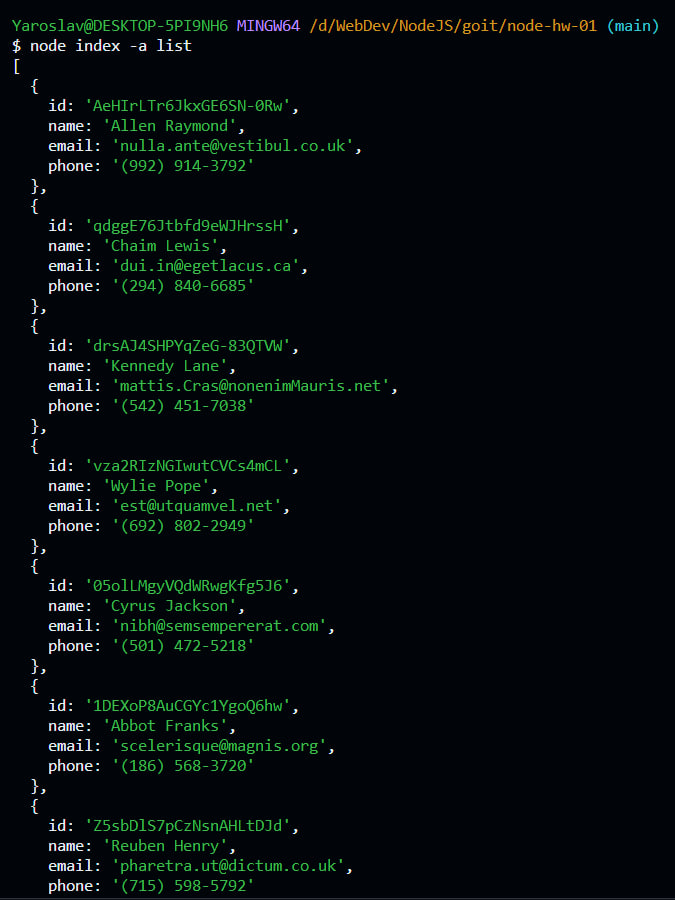 Yaroslav@DESKTOP-5PI9NH6 MINGW64 /d/WebDev/NodeJS/goit/node-hw-01 (main)
$ node index -a list
[
  {
    id: 'AeHIrLTr6JkxGE6SN-0Rw',
    name: 'Allen Raymond',
    email: 'nulla.ante@vestibul.co.uk',
    phone: '(992) 914-3792'
  },
  {
    id: 'qdggE76Jtbfd9eWJHrssH',
    name: 'Chaim Lewis',
    email: 'dui.in@egetlacus.ca',
    phone: '(294) 840-6685'
  },
  {
    id: 'drsAJ4SHPYqZeG-83QTVW',
    name: 'Kennedy Lane',
    email: 'mattis.Cras@nonenimMauris.net',
    phone: '(542) 451-7038'
  },
  {
    id: 'vza2RIzNGIwutCVCs4mCL',
    name: 'Wylie Pope',
    email: 'est@utquamvel.net',
    phone: '(692) 802-2949'
  },
  {
    id: '05olLMgyVQdWRwgKfg5J6',
    name: 'Cyrus Jackson',
    email: 'nibh@semsempererat.com',
    phone: '(501) 472-5218'
  },
  {
    id: '1DEXoP8AuCGYc1YgoQ6hw',
    name: 'Abbot Franks',
    email: 'scelerisque@magnis.org',
    phone: '(186) 568-3720'
  },
  {
    id: 'Z5sbDlS7pCzNsnAHLtDJd',
    name: 'Reuben Henry',
    email: 'pharetra.ut@dictum.co.uk',
    phone: '(715) 598-5792'